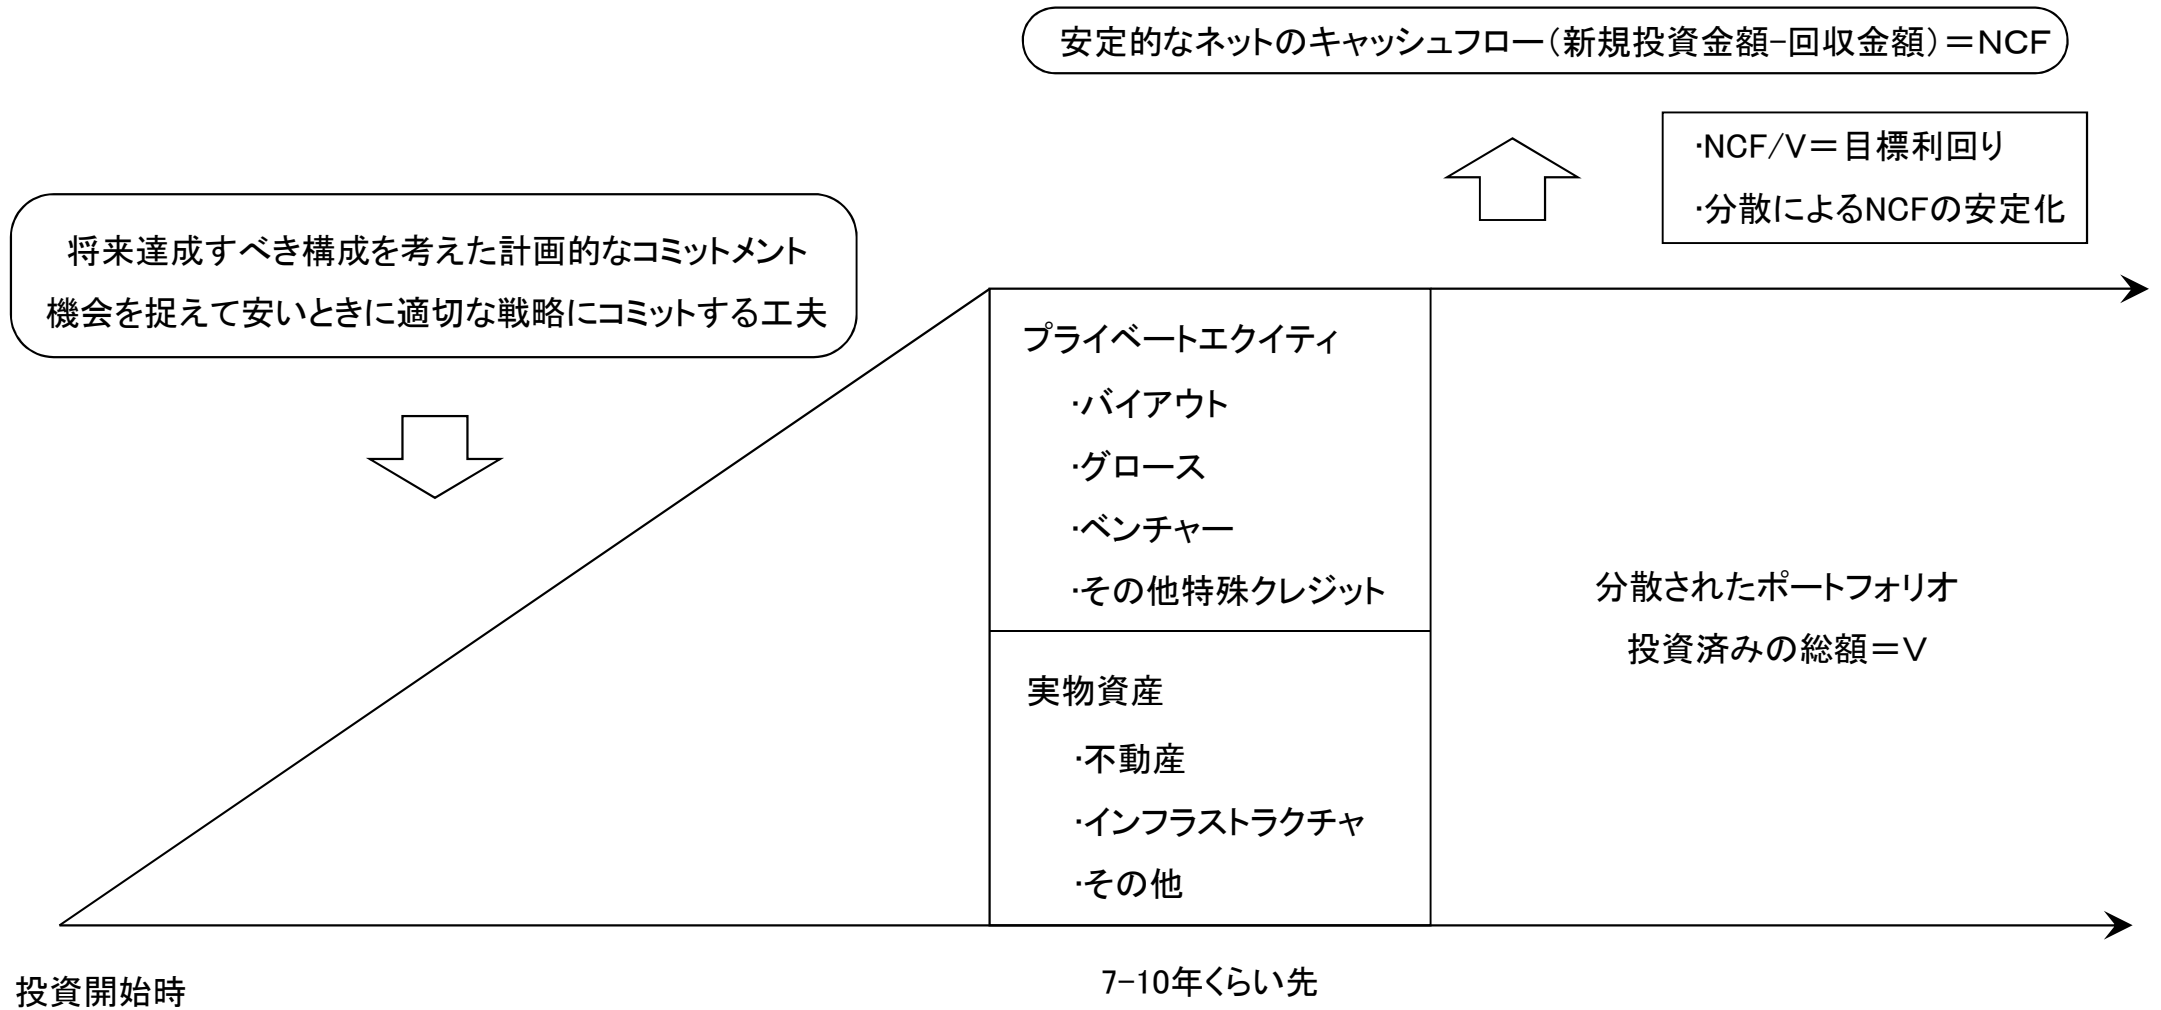 安定的なネットのキャッシュフロー(新規投資金額-回収金額)=NCF
・NCF/V=目標利回り
・分散によるNCFの安定化
将来達成すべき構成を考えた計画的なコミットメント
機会を捉えて安いときに適切な戦略にコミットする工夫
プライベートエクイティ
・バイアウト
・グロース
・ベンチャー
・その他特殊クレジット
実物資産
・不動産
・インフラストラクチャ
・その他
分散されたポートフォリオ
投資済みの総額=V
投資開始時
7-10年くらい先